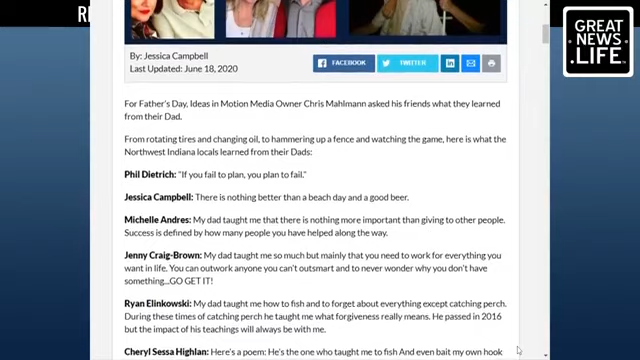 RE
GREAT
NEWS
.LIFE
By: Jessica Campbell
Last Updated: June 18, 2020
FACEBOOK
TWITTER
in
For Father's Day, Ideas in Motion Media Owner Chris Mahlmann asked his friends what they learned
from their Dad.
From rotating tires and changing oil, to hammering up a fence and watching the game, here is what the
Northwest Indiana locals learned from their Dads:
Phil Dietrich: "If you fail to plan, you plan to fail."
Jessica Campbell: There is nothing better than a beach day and a good beer.
Michelle Andres: My dad taught me that there is nothing more important than giving to other people.
Success is defined by how many people you have helped along the way.
Jenny Craig-Brown: My dad taught me so much but mainly that you need to work for everything you
want in life. You can outwork anyone you can't outsmart and to never wonder why you don't have
something...GO GET IT!
Ryan Elinkowski: My dad taught me how to fish and to forget about everything except catching perch.
During these times of catching perch he taught me what forgiveness really means. He passed in 2016
but the impact of his teachings will always be with me.
Cheryl Sessa Highlan: Here's a poem: He's the one who taught me to fish And even bait my own hook